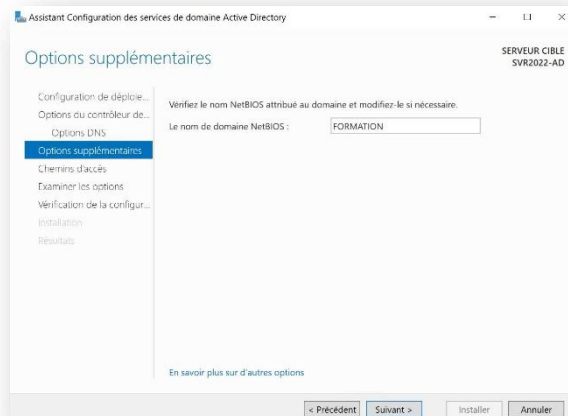 Assistant Configuration des services de domaine Active Directory
Options supplémentaires
SERVEUR CIBLE
SVR2022-AD
Configuration de déploie...
Options du contrôleur de...
Options DNS
Options supplémentaires
Chemins d'accès
Examiner les options
Vérification de la configur...
Installation
Résultats
Vérifiez le nom NetBIOS attribué au domaine et modifiez-le si nécessaire.
Le nom de domaine NetBIOS : FORMATION
En savoir plus sur d'autres options
< Précédent Suivant > Installer Annuler